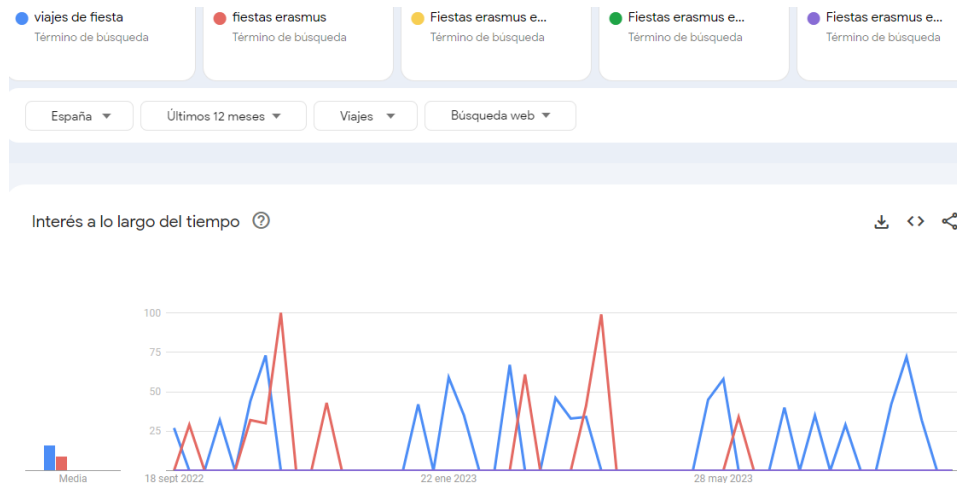 viajes de fiesta
Término de búsqueda
fiestas erasmus
Término de búsqueda
Fiestas erasmus e...
Término de búsqueda
Fiestas erasmus e...
Término de búsqueda
Fiestas erasmus e...
Término de búsqueda
España
Últimos 12 meses
Viajes
Búsqueda web
Interés a lo largo del tiempo
100
75
50
25
Media
18 sept 2022
22 ene 2023
28 may 2023